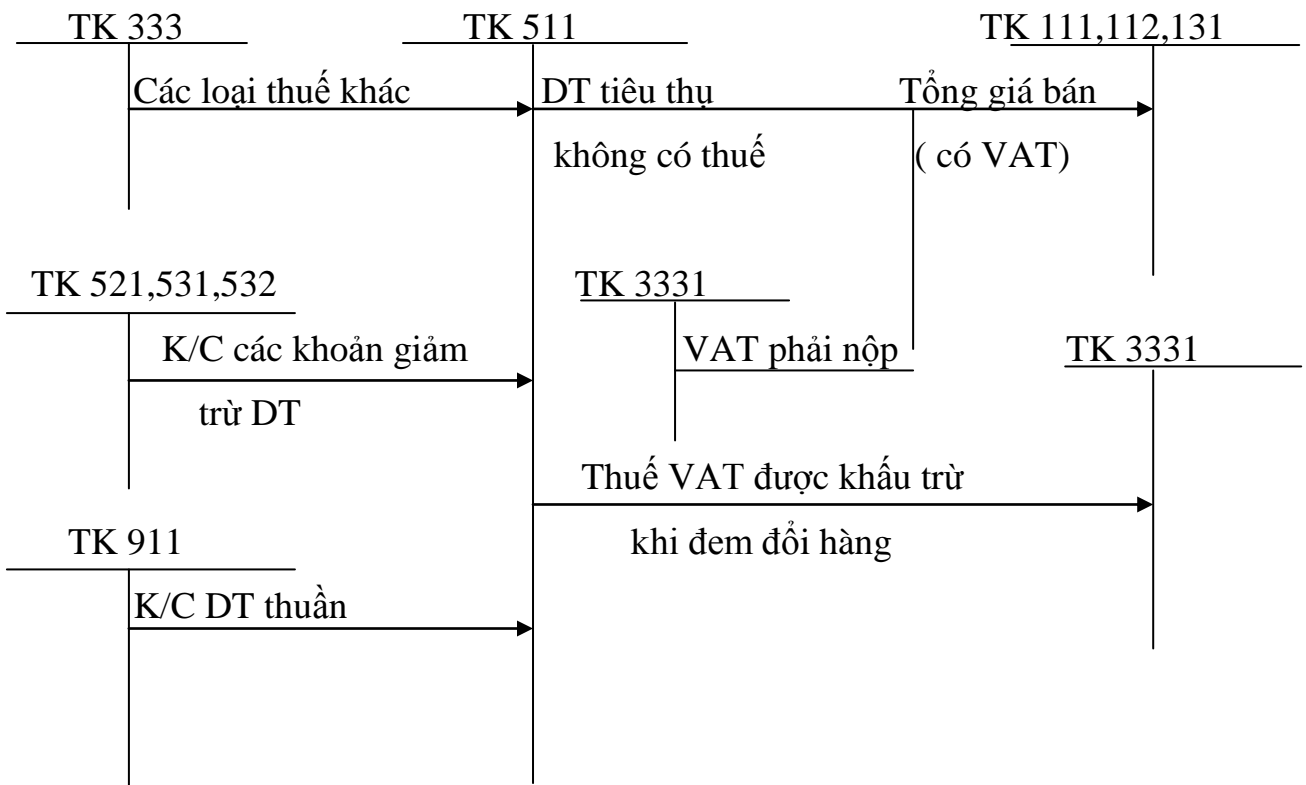 TK 333
TK 511
TK 111,112,131
Các loại thuế khác
DT tiêu thụ
Tổng giá bán
không có thuế
( có VAT)
TK 521,531,532
TK 3331
K/C các khoản giảm
VAT phải nộp
TK 3331
trừ DT
Thuế VAT được khấu trừ
TK 911
khi đem đổi hàng
K/C DT thuần